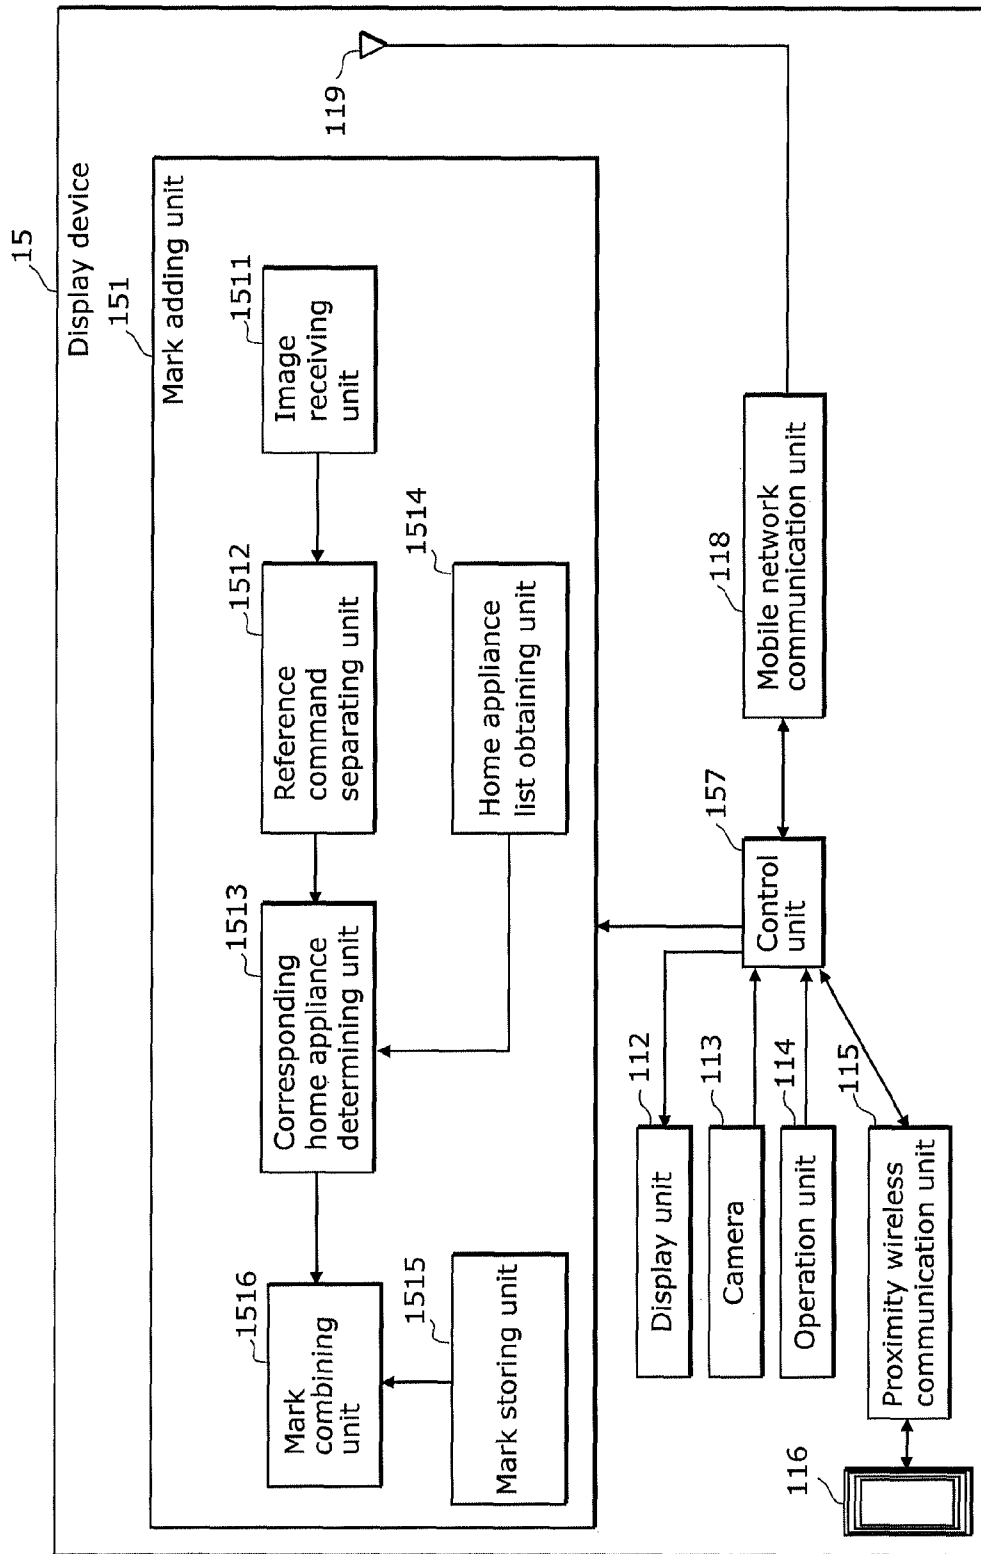 15
Display device
151
Mark adding unit
1516
Mark
combining
unit
1513
Corresponding
home appliance
determining unit
1512
Reference
command
separating unit
1511
Image
receiving
unit
119
1515
Mark storing unit
1514
Home appliance
list obtaining unit
112
Display unit
113
Camera
114
Operation unit
115
Proximity wireless
communication unit
116
157
Control
unit
118
Mobile network
communication unit